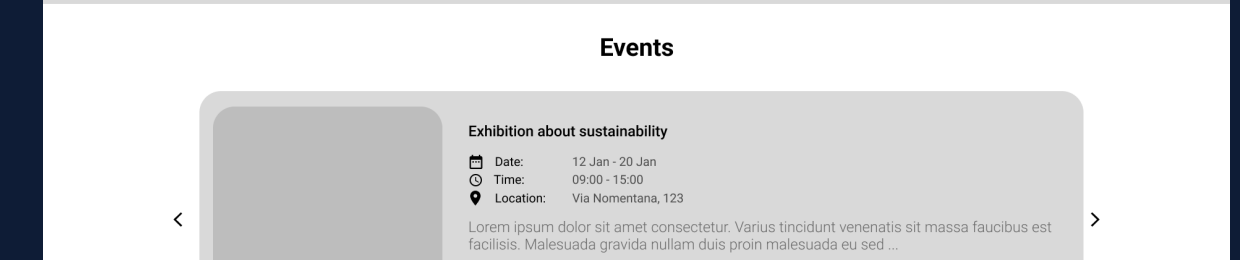 Events
Exhibition about sustainability
Date: 12 Jan - 20 Jan
Time: 09:00 - 15:00
Location: Via Nomentana, 123
Lorem ipsum dolor sit amet consectetur. Varius tincidunt venenatis sit massa faucibus est
facilisis. Malesuada gravida nullam duis proin malesuada eu sed ...